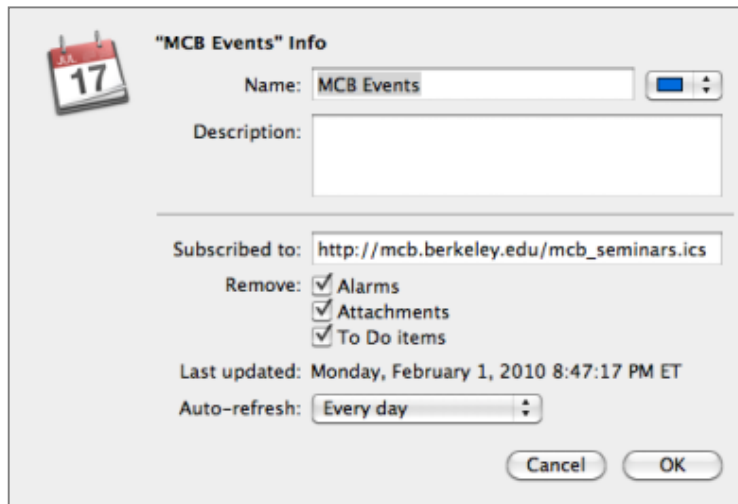 "MCB Events" Info
JUL
17
Name: MCB Events
Description:
Subscribed to: http://mcb.berkeley.edu/mcb_seminars.ics
Remove: Alarms
Attachments
To Do items
Last updated: Monday, February 1, 2010 8:47:17 PM ET
Auto-refresh: Every day
Cancel OK